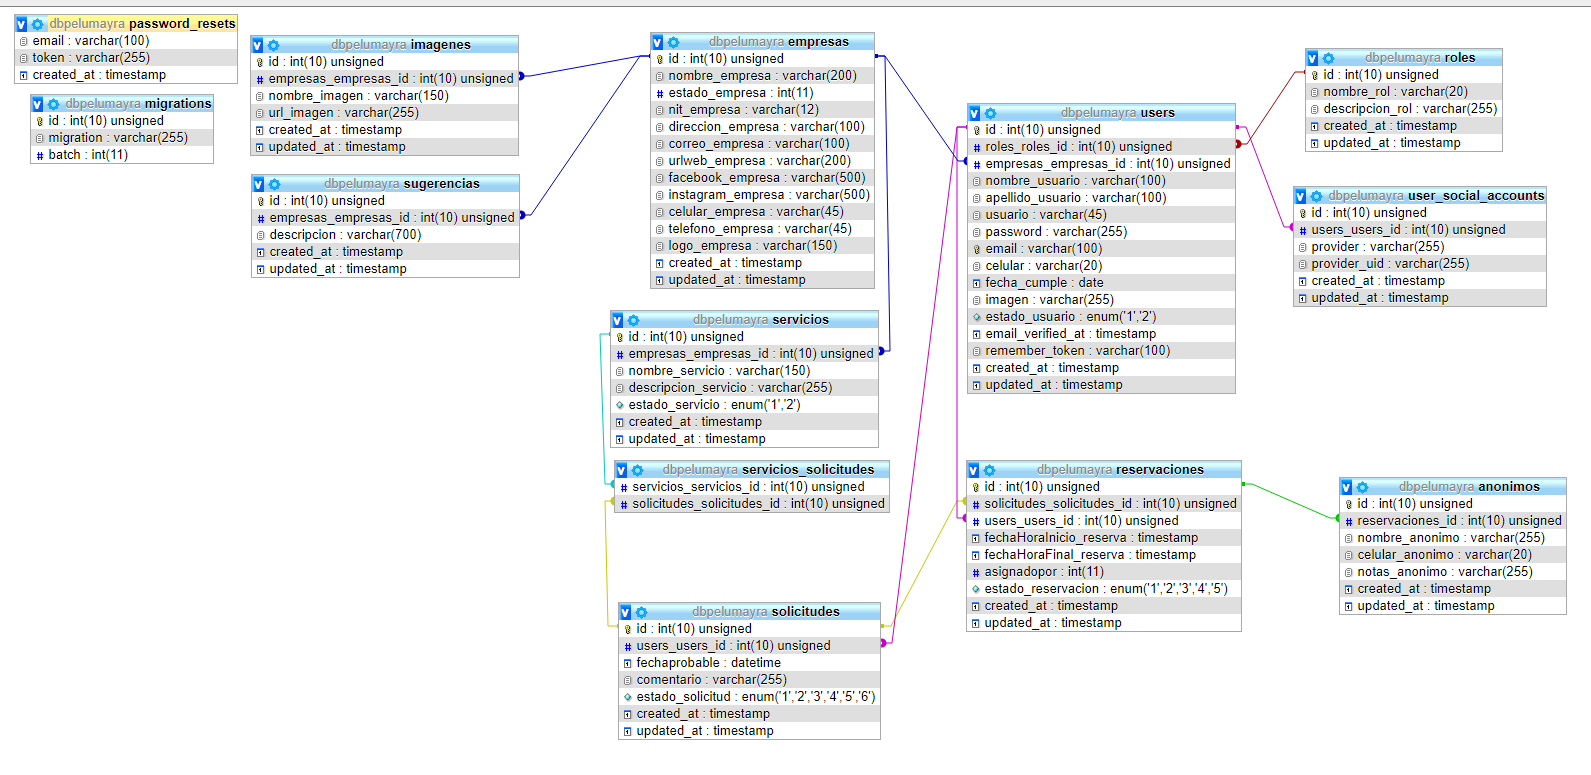 dbpelumayra password_resets
email : varchar(100)
token : varchar(255)
created_at : timestamp
dbpelumayra migrations
id : int(10) unsigned
migration : varchar(255)
batch : int(11)
dbpelumayra imagenes
id : int(10) unsigned
empresas_empresas_id : int(10) unsigned
nombre_imagen : varchar(150)
url_imagen : varchar(255)
created_at : timestamp
updated_at : timestamp
dbpelumayra sugerencias
id : int(10) unsigned
empresas_empresas_id : int(10) unsigned
descripcion : varchar(700)
created_at : timestamp
updated_at : timestamp
dbpelumayra empresas
id : int(10) unsigned
nombre_empresa : varchar(200)
estado_empresa : int(11)
nit_empresa : varchar(12)
direccion_empresa : varchar(100)
correo_empresa : varchar(100)
urlweb_empresa : varchar(200)
facebook_empresa : varchar(500)
instagram_empresa : varchar(500)
celular_empresa : varchar(45)
telefono_empresa : varchar(45)
logo_empresa : varchar(150)
created_at : timestamp
updated_at : timestamp
dbpelumayra servicios
id : int(10) unsigned
empresas_empresas_id : int(10) unsigned
nombre_servicio : varchar(150)
descripcion_servicio : varchar(255)
estado_servicio : enum('1','2')
created_at : timestamp
updated_at : timestamp
dbpelumayra servicios_solicitudes
servicios_servicios_id : int(10) unsigned
solicitudes_solicitudes_id : int(10) unsigned
dbpelumayra solicitudes
id : int(10) unsigned
users_users_id : int(10) unsigned
fechaprobable : datetime
comentario : varchar(255)
estado_solicitud : enum('1','2','3','4','5','6')
created_at : timestamp
updated_at : timestamp
dbpelumayra users
id : int(10) unsigned
roles_roles_id : int(10) unsigned
empresas_empresas_id : int(10) unsigned
nombre_usuario : varchar(100)
apellido_usuario : varchar(100)
usuario : varchar(45)
password : varchar(255)
email : varchar(100)
celular : varchar(20)
fecha_cumple : date
imagen : varchar(255)
estado_usuario : enum('1','2')
email_verified_at : timestamp
remember_token : varchar(100)
created_at : timestamp
updated_at : timestamp
dbpelumayra reservaciones
id : int(10) unsigned
solicitudes_solicitudes_id : int(10) unsigned
users_users_id : int(10) unsigned
fechaHoraInicio_reserva : timestamp
fechaHoraFinal_reserva : timestamp
asignadopor : int(11)
estado_reservacion : enum('1','2','3','4','5')
created_at : timestamp
updated_at : timestamp
dbpelumayra roles
id : int(10) unsigned
nombre_rol : varchar(20)
descripcion_rol : varchar(255)
created_at : timestamp
updated_at : timestamp
dbpelumayra user_social_accounts
id : int(10) unsigned
users_users_id : int(10) unsigned
provider : varchar(255)
provider_uid : varchar(255)
created_at : timestamp
updated_at : timestamp
dbpelumayra anonimos
id : int(10) unsigned
reservaciones_id : int(10) unsigned
nombre_anonimo : varchar(255)
celular_anonimo : varchar(20)
notas_anonimo : varchar(255)
created_at : timestamp
updated_at : timestamp